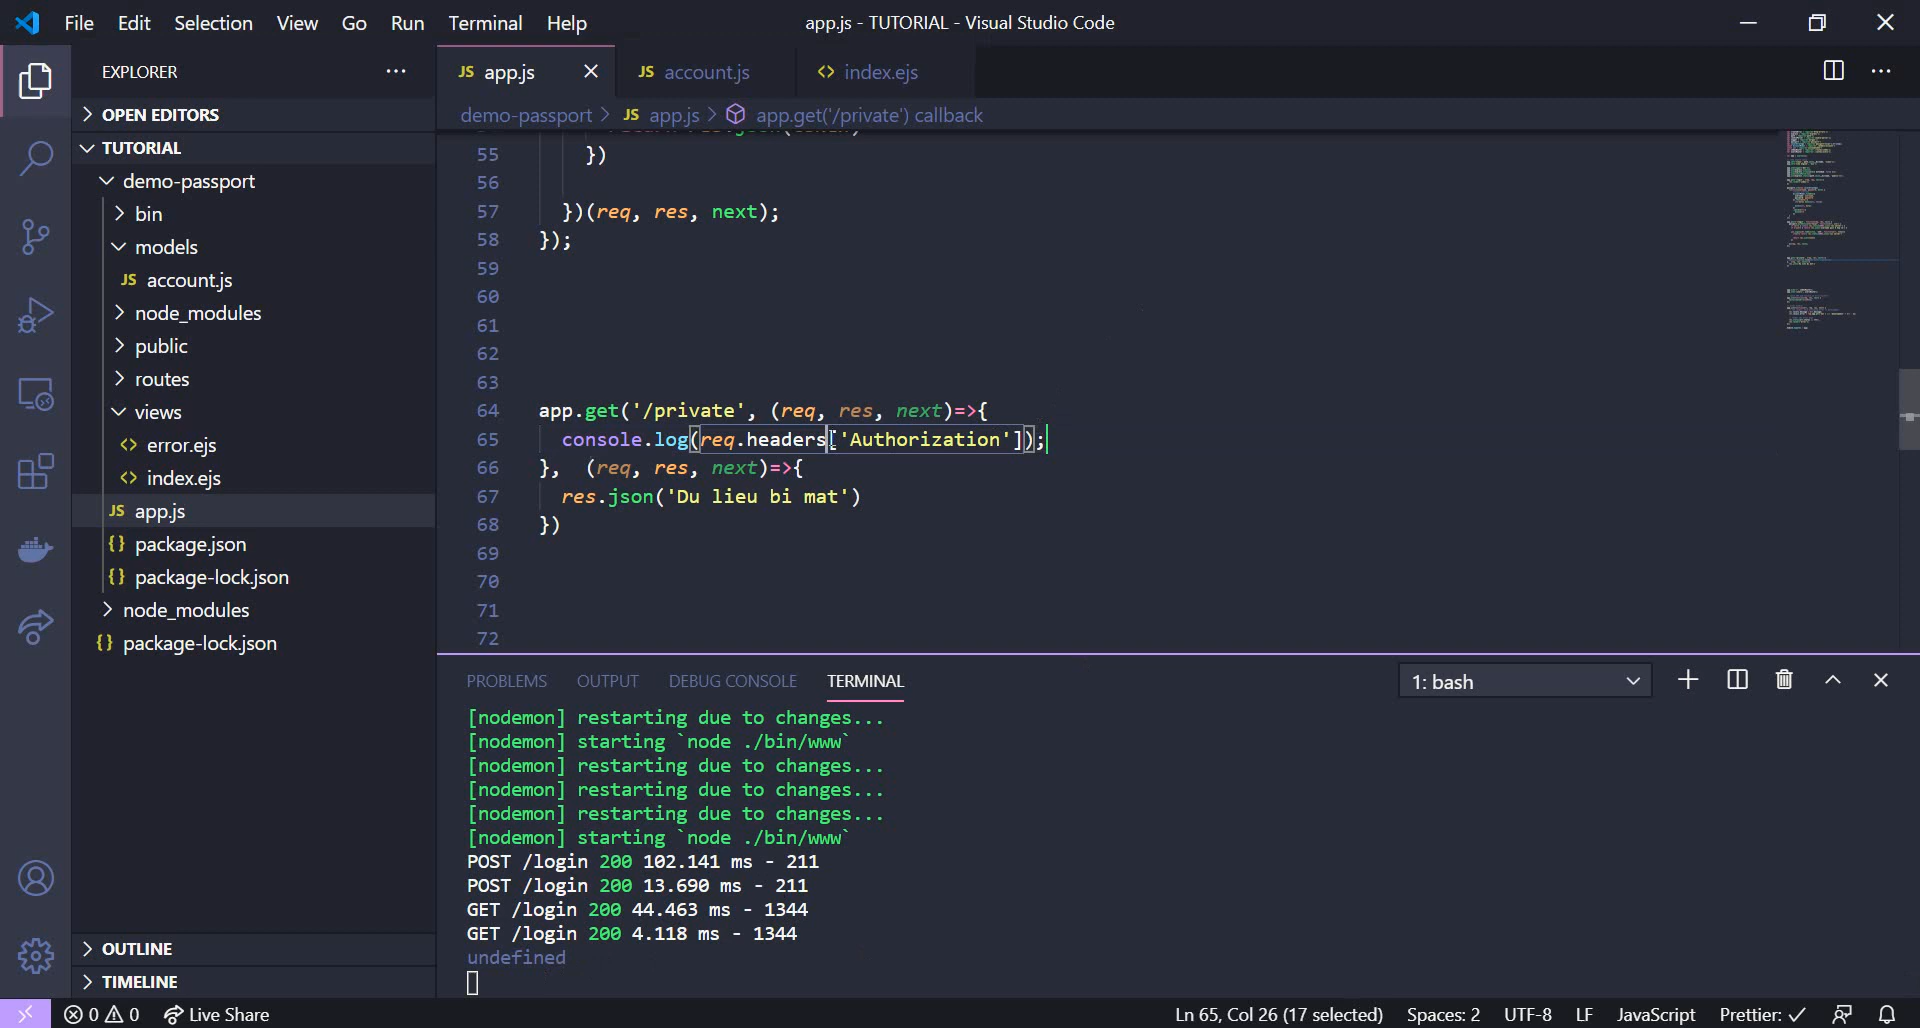 File Edit Selection View Go Run Terminal Help
app.js - TUTORIAL - Visual Studio Code
EXPLORER
OPEN EDITORS
TUTORIAL
demo-passport
bin
models
JS account.js
node_modules
public
routes
views
<> error.ejs
<> index.ejs
JS app.js
{} package.json
{} package-lock.json
node_modules
{} package-lock.json
OUTLINE
TIMELINE
JS app.js
JS account.js
<> index.ejs
demo-passport > JS app.js > app.get('/private') callback
55 })
56
57 })(req, res, next);
58 });
59
60
61
62
63
64 app.get('/private', (req, res, next)=>{
65 console.log(req.headers['Authorization']);
66 }, (req, res, next)=>{
67 res.json('Du lieu bi mat')
68 })
69
70
71
72
PROBLEMS OUTPUT DEBUG CONSOLE TERMINAL
1: bash
[nodemon] restarting due to changes...
[nodemon] starting `node ./bin/www`
[nodemon] restarting due to changes...
[nodemon] restarting due to changes...
[nodemon] restarting due to changes...
[nodemon] starting `node ./bin/www`
POST /login 200 102.141 ms - 211
POST /login 200 13.690 ms - 211
GET /login 200 44.463 ms - 1344
GET /login 200 4.118 ms - 1344
undefined
0 0 Live Share
Ln 65, Col 26 (17 selected) Spaces: 2 UTF-8 LF JavaScript Prettier: ✓